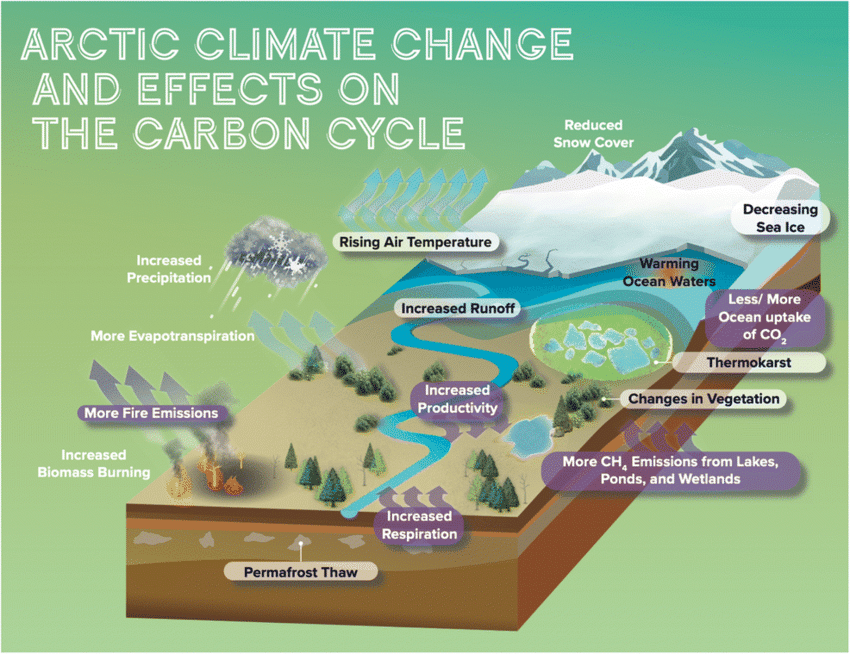 ARCTIC CLIMATE CHANGE
AND EFFECTS ON
THE CARBON CYCLE
Reduced
Snow Cover
Decreasing
Sea Ice
Rising Air Temperature
Increased
Precipitation
Warming
Ocean Waters
Increased Runoff
Less/ More
Ocean uptake
of CO₂
More Evapotranspiration
Thermokarst
Increased
Productivity
Changes in Vegetation
More Fire Emissions
Increased
Biomass Burning
More CH₄ Emissions from Lakes,
Ponds, and Wetlands
Increased
Respiration
Permafrost Thaw